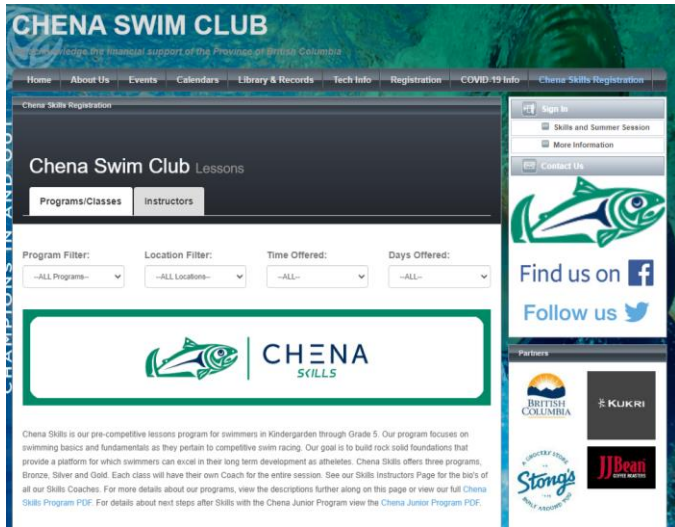 CHENA SWIM CLUB
We acknowledge the financial support of the Province of British Columbia
Home About Us Events Calendars Library & Records Tech Info Registration COVID-19 Info Chena Skills Registration
CHAMPIONS IN AND OUT
Chena Skills Registration
Chena Swim Club Lessons
Programs/Classes Instructors
Program Filter: Location Filter: Time Offered: Days Offered:
--ALL Programs-- --ALL Locations-- --ALL-- --ALL--
CHENA
SKILLS
Chena Skills is our pre-competitive lessons program for swimmers in Kindergarden through Grade 5. Our program focuses on
swimming basics and fundamentals as they pertain to competitive swim racing. Our goal is to build rock solid foundations that
provide a platform for which swimmers can excel in their long term development as atheletes. Chena Skills offers three programs,
Bronze, Silver and Gold. Each class will have their own Coach for the entire session. See our Skills Instructors Page for the bio's of
all our Skills Coaches. For more details about our programs, view the descriptions further along on this page or view our full Chena
Skills Program PDF. For details about next steps after Skills with the Chena Junior Program view the Chena Junior Program PDF.
Sign In
Skills and Summer Session
More Information
Contact Us
Find us on
Follow us
Partners
BRITISH
COLUMBIA
KUKRI
A GROCERY STORE
Stong's
BUILT AROUND YOU
JJBean
COFFEE ROASTERS